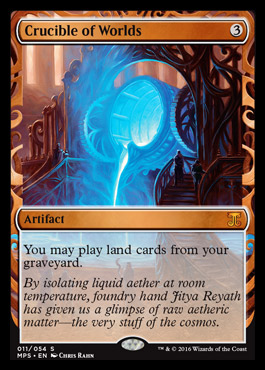 Crucible of Worlds 3
Artifact
You may play land cards from your
graveyard.
By isolating liquid aether at room
temperature, foundry hand Jitya Reyath
has given us a glimpse of raw aetheric
matter—the very stuff of the cosmos.
011/054 S
MPS • EN Chris Rahn
™ & © 2016 Wizards of the Coast